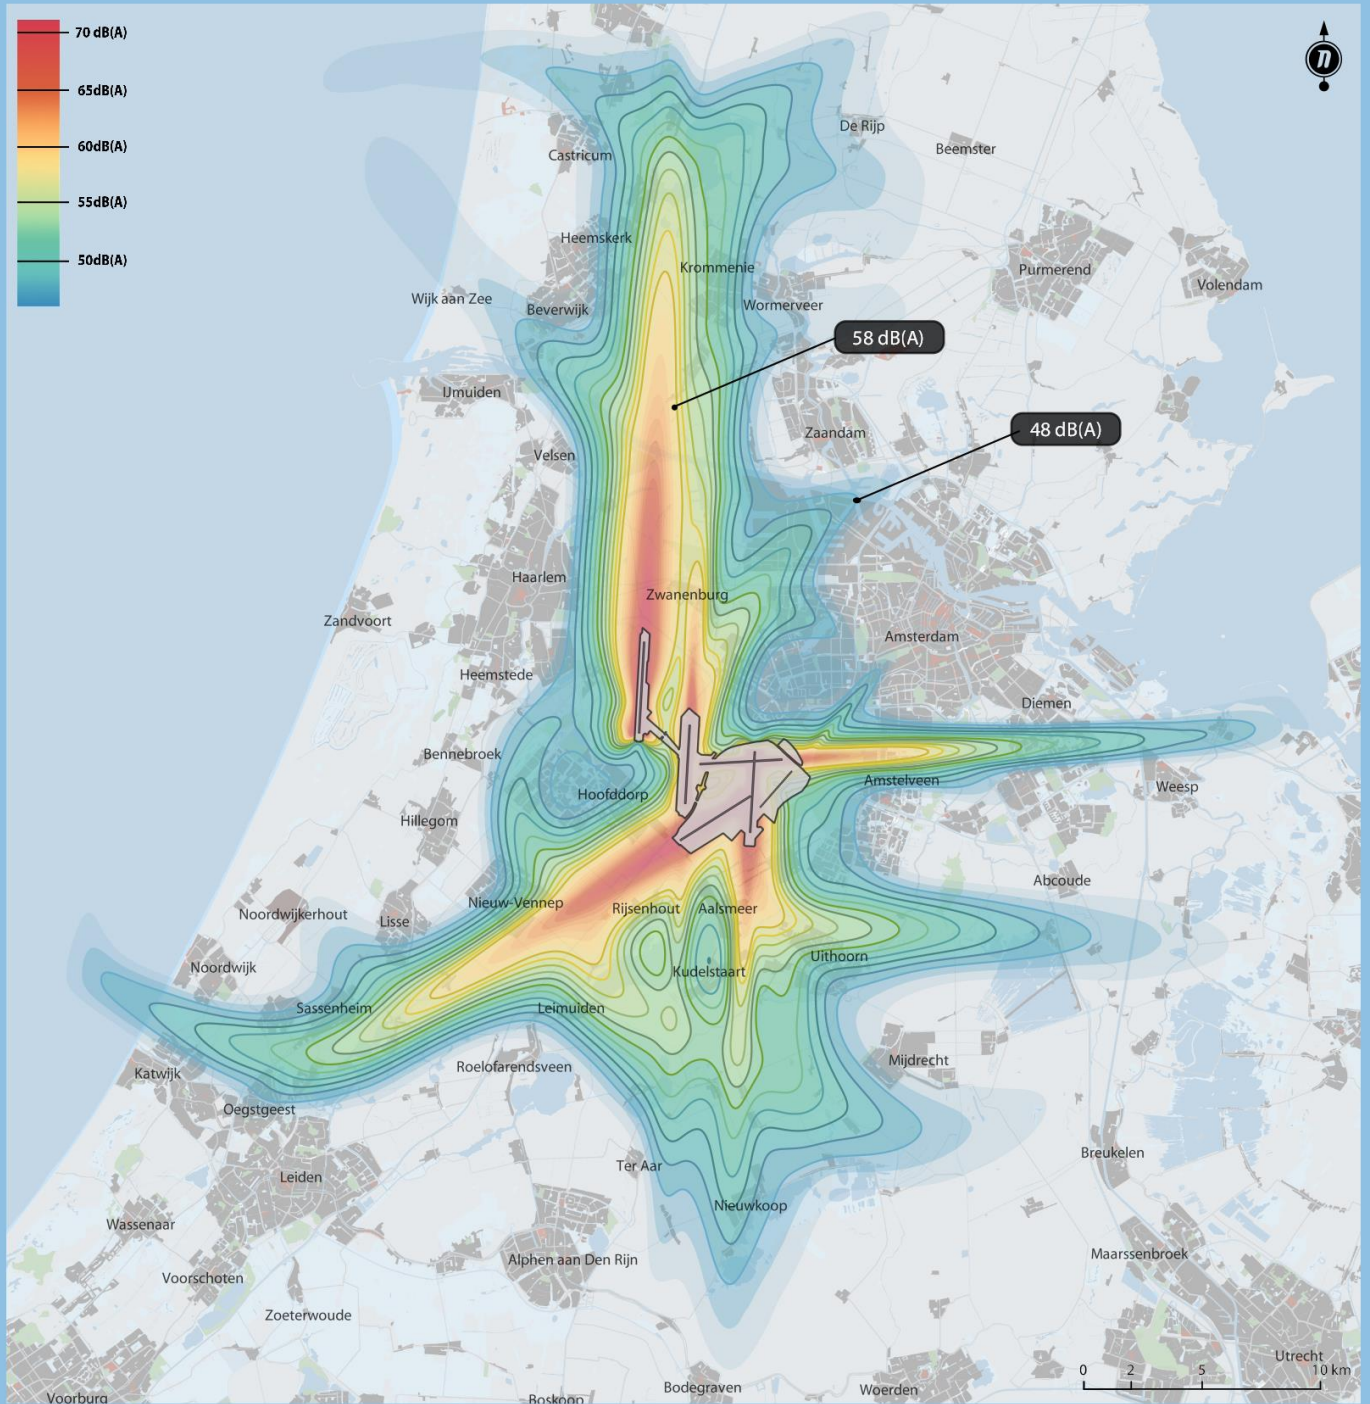 70 dB(A)
65dB(A)
60dB(A)
55dB(A)
50dB(A)
n
De Rijp
Castricum
Beemster
Heemskerk
Krommenie
Purmerend
Volendam
Wijk aan Zee
Beverwijk
Wormerveer
58 dB(A)
IJmuiden
48 dB(A)
Zaandam
Velsen
Haarlem
Zwanenburg
Zandvoort
Amsterdam
Heemstede
Diemen
Bennebroek
Amstelveen
Weesp
Hoofddorp
Hillegom
Abcoude
Nieuw-Vennep
Rijsenhout
Aalsmeer
Noordwijkerhout
Lisse
Uithoorn
Noordwijk
Kudelstaart
Sassenheim
Leimuiden
Mijdrecht
Roelofarendsveen
Katwijk
Oegstgeest
Breukelen
Ter Aar
Leiden
Nieuwkoop
Wassenaar
Maarssenbroek
Alphen aan Den Rijn
Voorschoten
Zoeterwoude
Utrecht
0 2 5 10 km
Bodegraven
Woerden
Voorburg
Boskoop